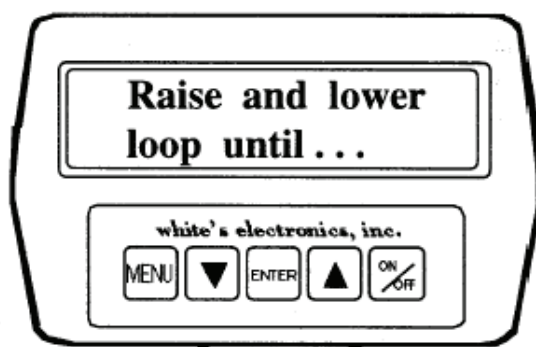 Raise and lower
loop until . . .
white's electronics, inc.
MENU ▼ ENTER ▲ ON/OFF